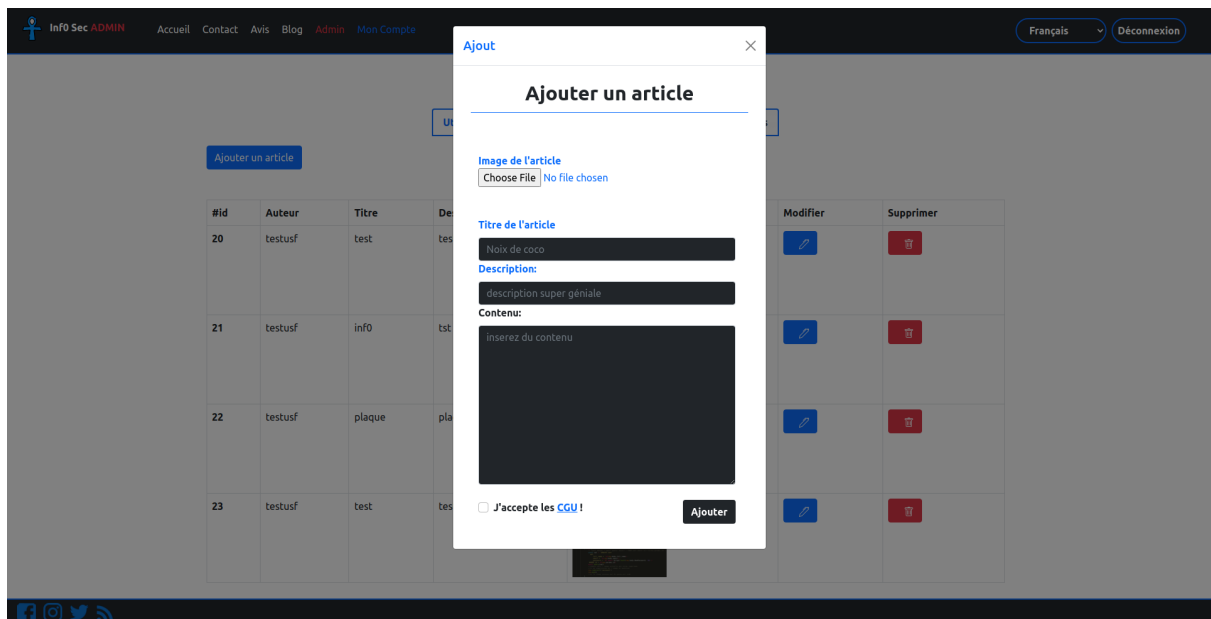 Inf0 Sec ADMIN Accueil Contact Avis Blog Admin Mon Compte Français Déconnexion
Ajout
Ajouter un article
Ajouter un article
Image de l'article
Choose File No file chosen
#id Auteur Titre Modifier Supprimer
Titre de l'article
20 testusf test
Noix de coco
Description:
description super géniale
Contenu:
21 testusf inf0 tst
inserez du contenu
22 testusf plaque
23 testusf test
J'accepte les CGU !
Ajouter